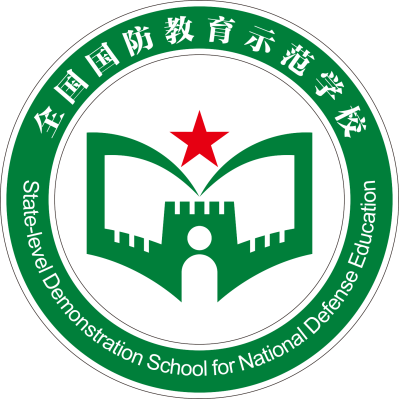 全国国防教育示范学校
State-level Demonstration School for National Defense Education